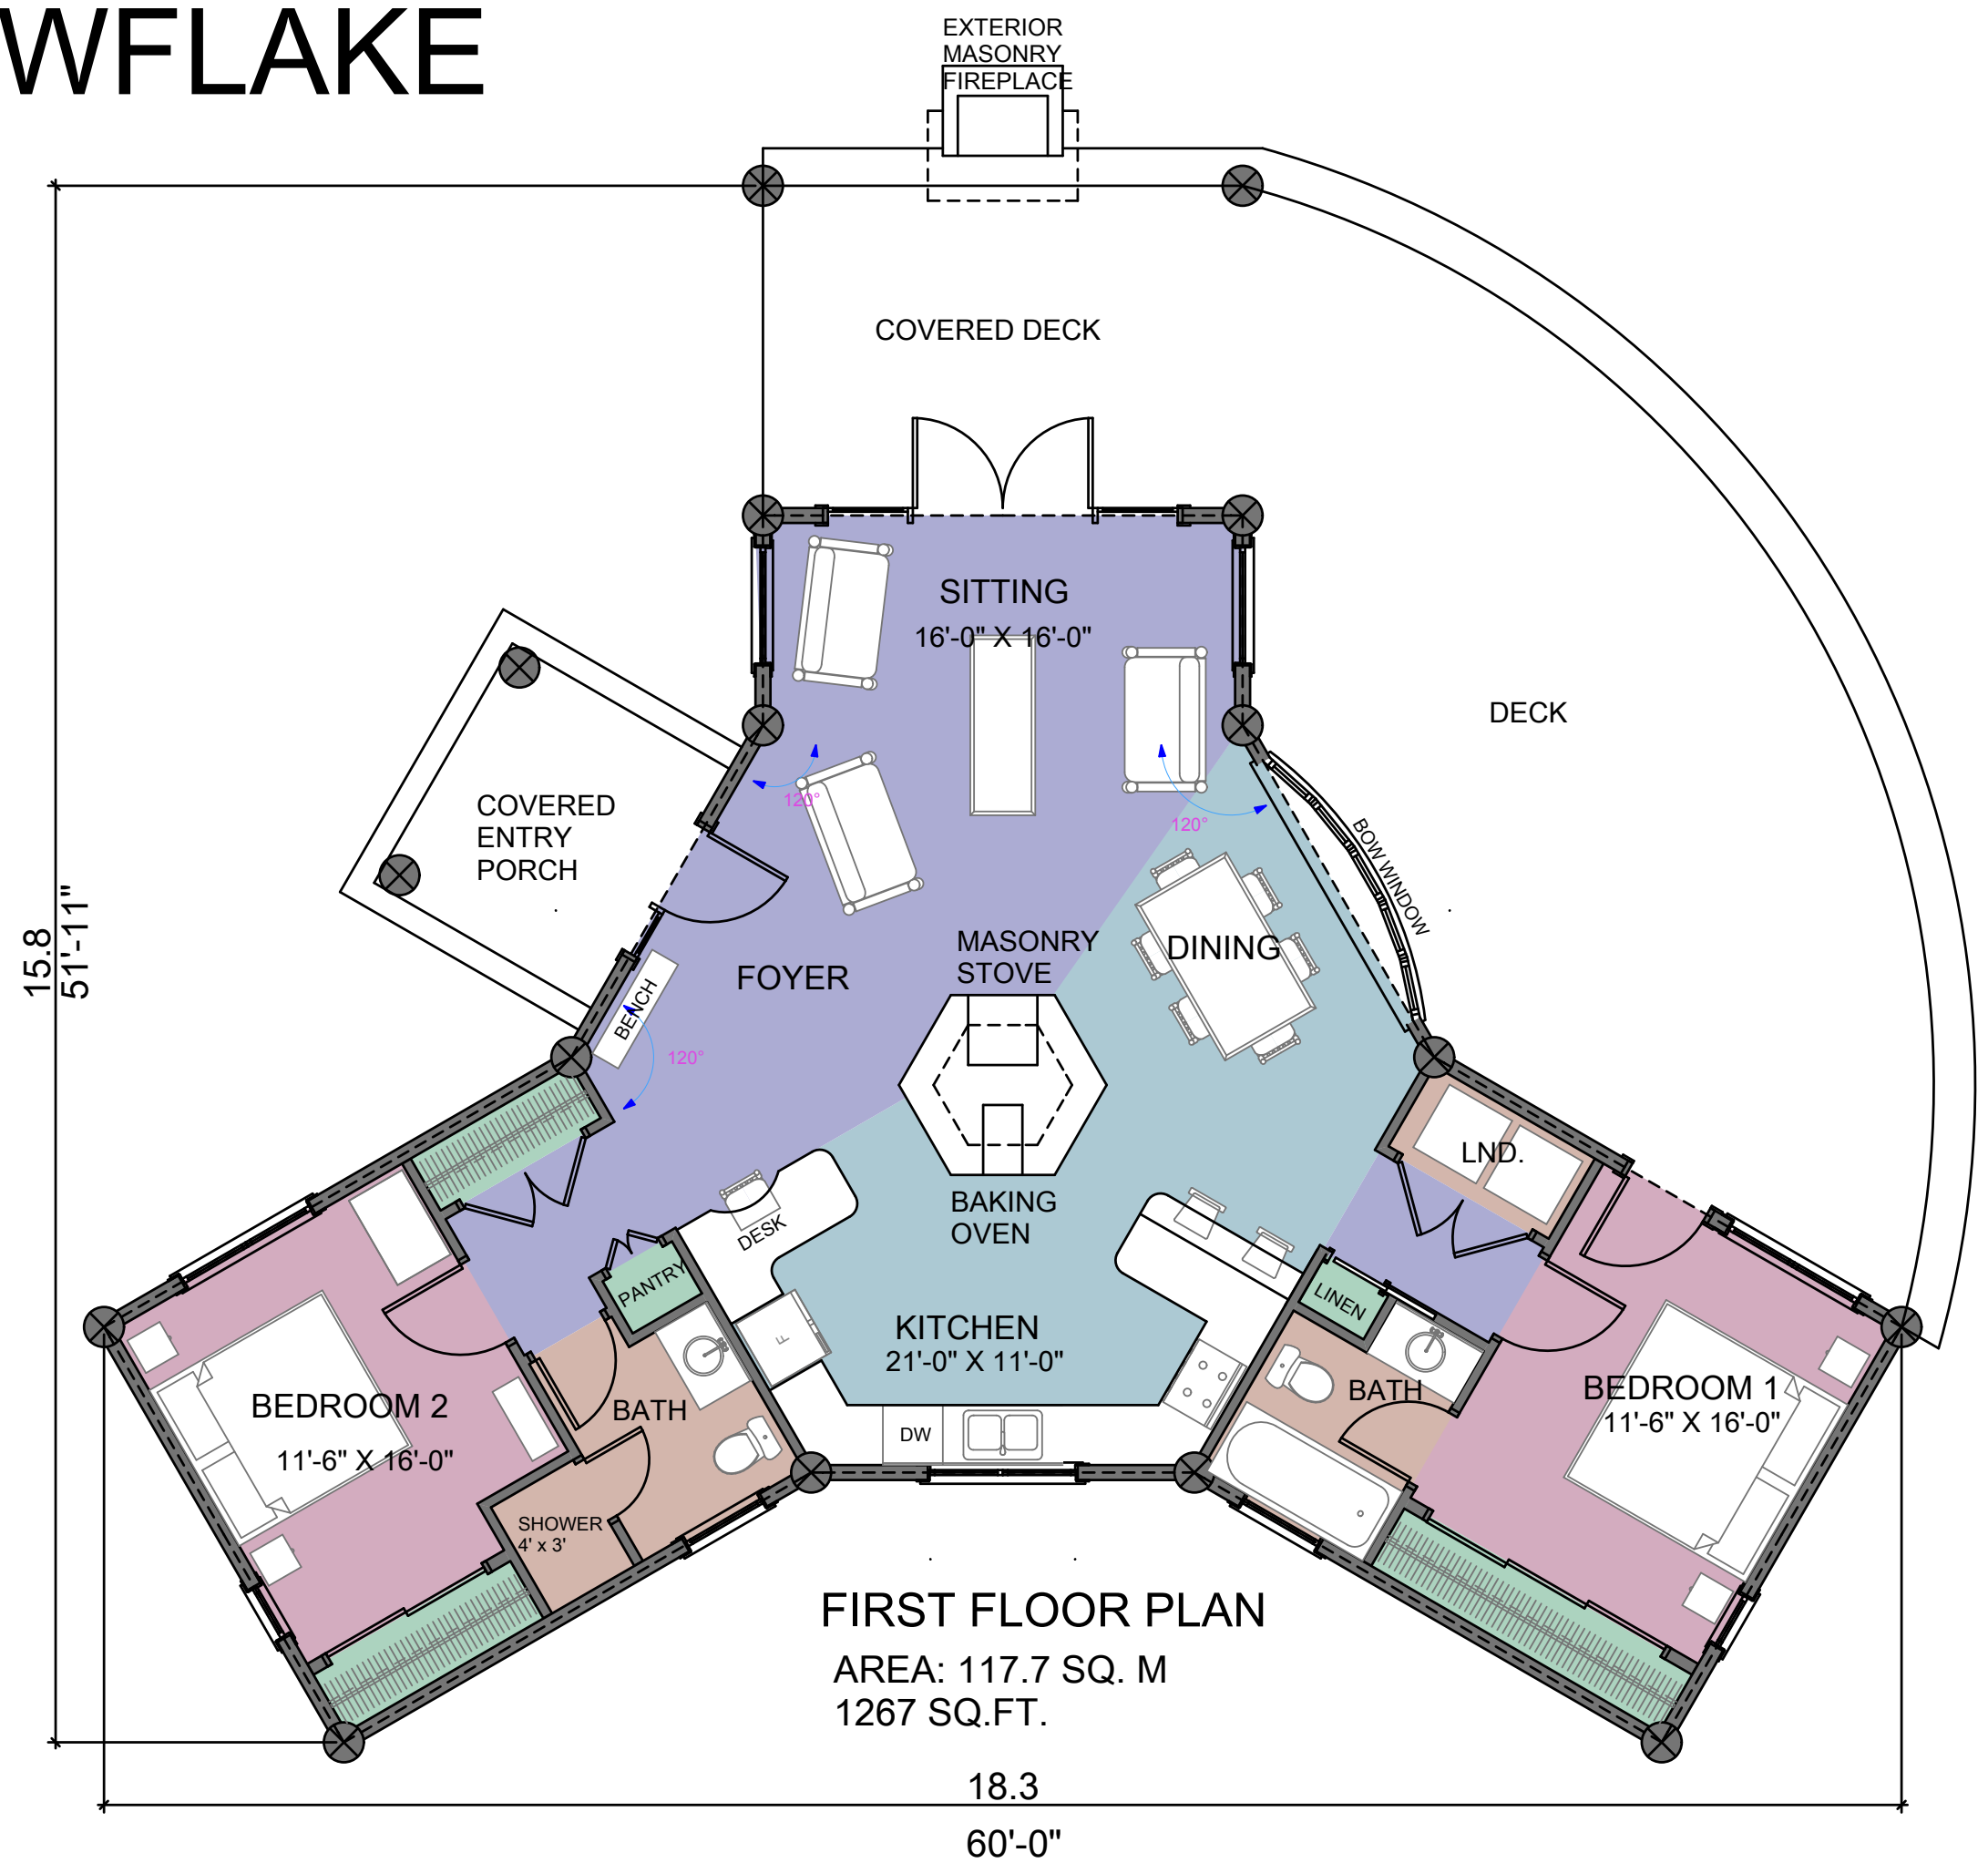 WFLAKE
EXTERIOR
MASONRY
FIREPLACE
COVERED DECK
SITTING
16'-0" X 16'-0"
DECK
COVERED
ENTRY
PORCH
120°
120°
BOW WINDOW
MASONRY
STOVE
DINING
FOYER
BENCH
120°
15.8
51'-11"
LND.
BAKING
OVEN
DESK
PANTRY
LINEN
KITCHEN
21'-0" X 11'-0"
F
BEDROOM 2
11'-6" X 16'-0"
BATH
BATH
BEDROOM 1
11'-6" X 16'-0"
DW
SHOWER
4' x 3'
FIRST FLOOR PLAN
AREA: 117.7 SQ. M
1267 SQ.FT.
18.3
60'-0"